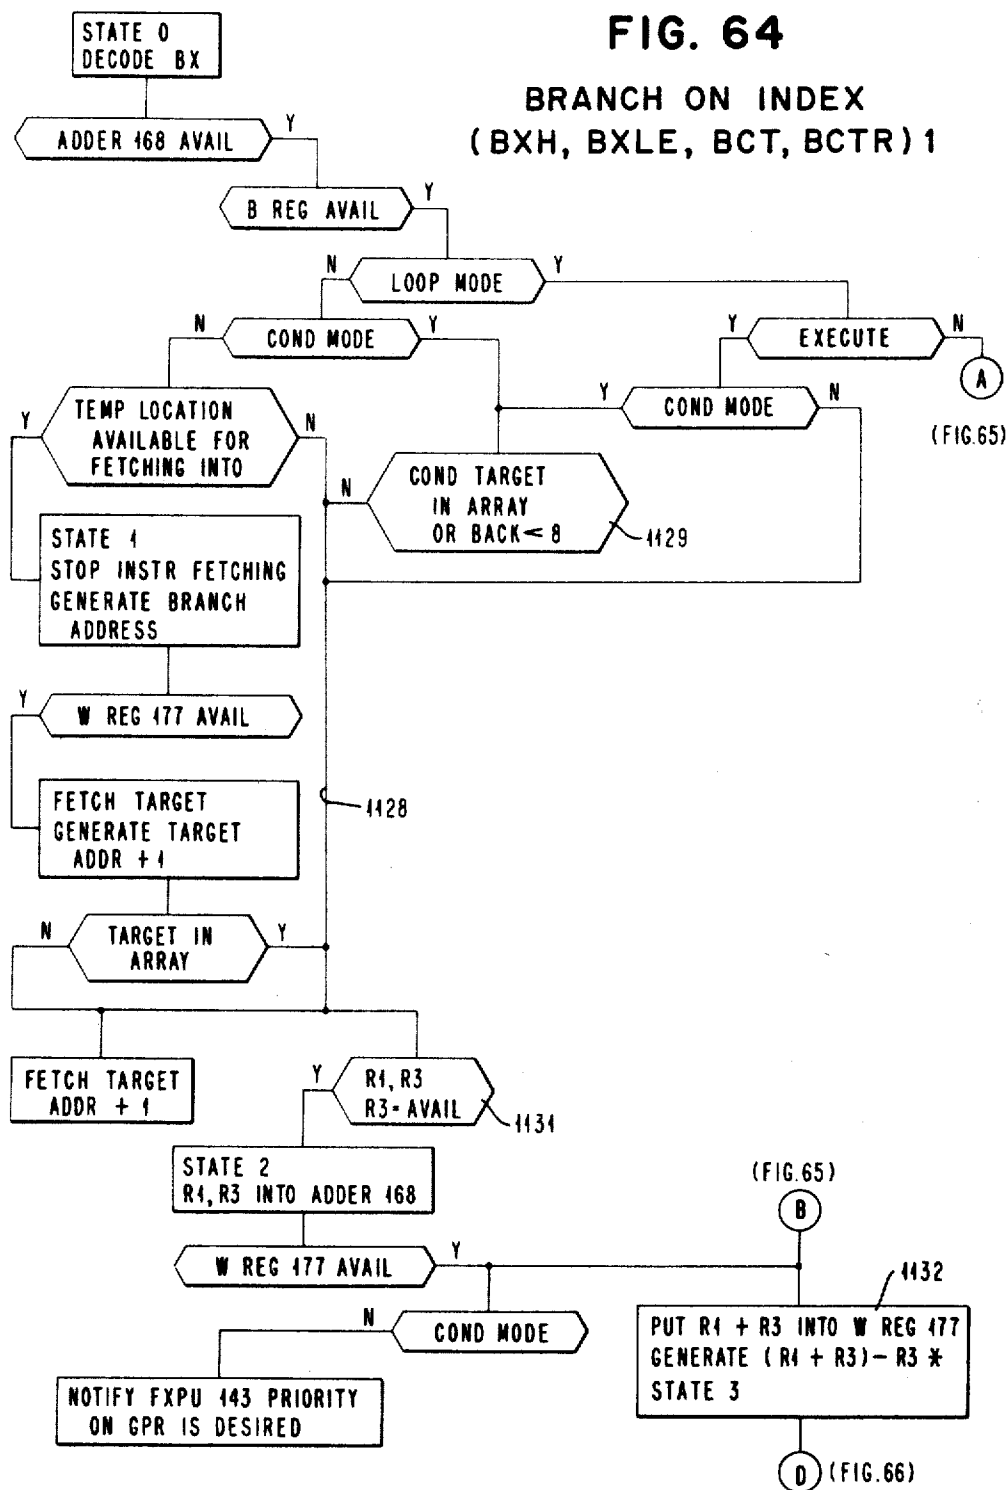 FIG. 64
BRANCH ON INDEX
(BXH, BXLE, BCT, BCTR) 1
STATE 0
DECODE BX
ADDER 168 AVAIL
Y
B REG AVAIL
Y
LOOP MODE
N
Y
COND MODE
N
Y
EXECUTE
Y
N
A
(FIG.65)
TEMP LOCATION
AVAILABLE FOR
FETCHING INTO
Y
N
COND MODE
Y
N
COND TARGET
IN ARRAY
OR BACK < 8
N
1129
STATE 1
STOP INSTR FETCHING
GENERATE BRANCH
ADDRESS
W REG 177 AVAIL
Y
FETCH TARGET
GENERATE TARGET
ADDR + 1
1128
TARGET IN
ARRAY
N
Y
FETCH TARGET
ADDR + 1
R1, R3
R3 = AVAIL
Y
1131
STATE 2
R1, R3 INTO ADDER 168
W REG 177 AVAIL
Y
(FIG.65)
B
COND MODE
N
NOTIFY FXPU 143 PRIORITY
ON GPR IS DESIRED
1132
PUT R1 + R3 INTO W REG 177
GENERATE (R1 + R3) - R3 *
STATE 3
D (FIG.66)